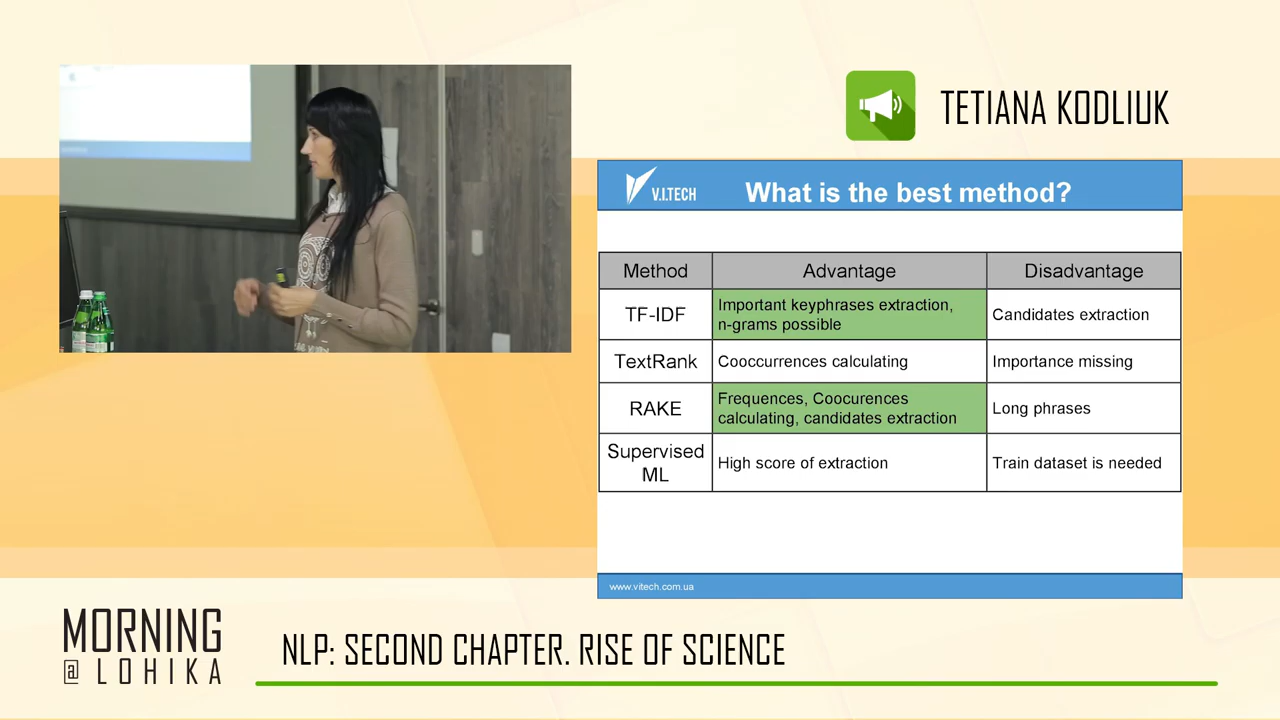 TETIANA KODLIUK
V.I.TECH
What is the best method?
Method Advantage Disadvantage
TF-IDF
Important keyphrases extraction,
n-grams possible
Candidates extraction
TextRank
Cooccurrences calculating
Importance missing
RAKE
Frequences, Coocurences
calculating, candidates extraction
Long phrases
Supervised
ML
High score of extraction
Train dataset is needed
www.vitech.com.ua
MORNING
@ LOHIKA
NLP: SECOND CHAPTER. RISE OF SCIENCE